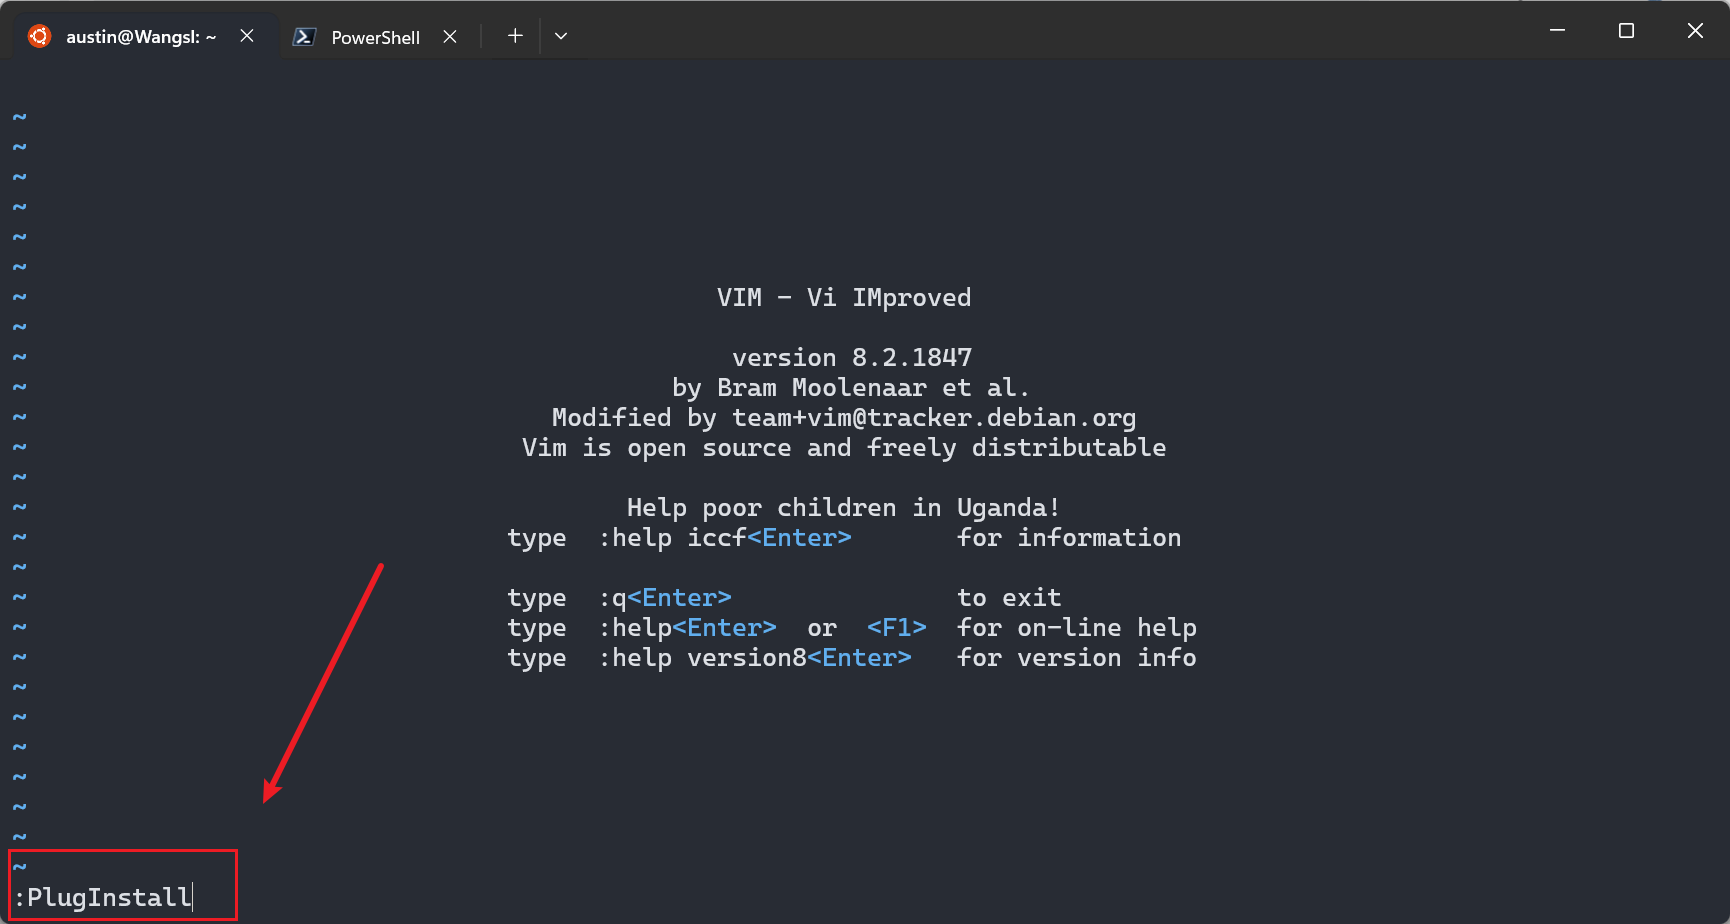 austin@Wangsl: ~
PowerShell
~
~
~
~
~
~
~ VIM - Vi IMproved
~
~ version 8.2.1847
~ by Bram Moolenaar et al.
~ Modified by team+vim@tracker.debian.org
~ Vim is open source and freely distributable
~
~ Help poor children in Uganda!
~ type :help iccf<Enter> for information
~
~ type :q<Enter> to exit
~ type :help<Enter> or <F1> for on-line help
~ type :help version8<Enter> for version info
~
~
~
~
~
~
~
:PlugInstall